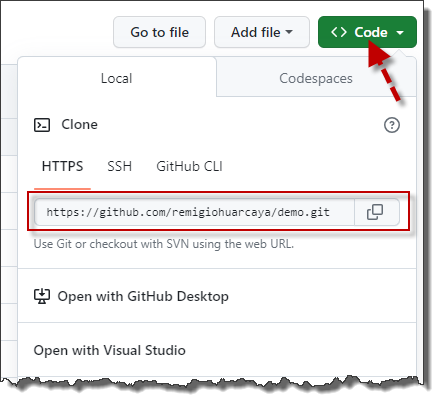 Go to file Add file <> Code
Local Codespaces
Clone
HTTPS SSH GitHub CLI
https://github.com/remigiohuarcaya/demo.git
Use Git or checkout with SVN using the web URL.
Open with GitHub Desktop
Open with Visual Studio